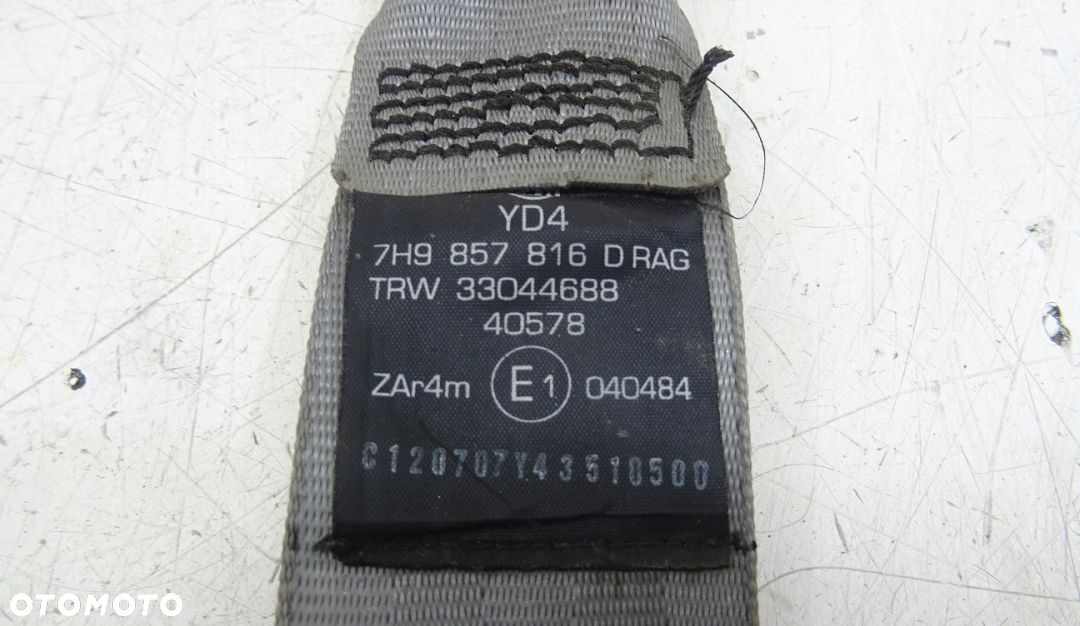 YD4
7H9 857 816 D RAG
TRW 33044688
40578
ZAr4m E1 040484
C120707Y43510500
OTOMOTO